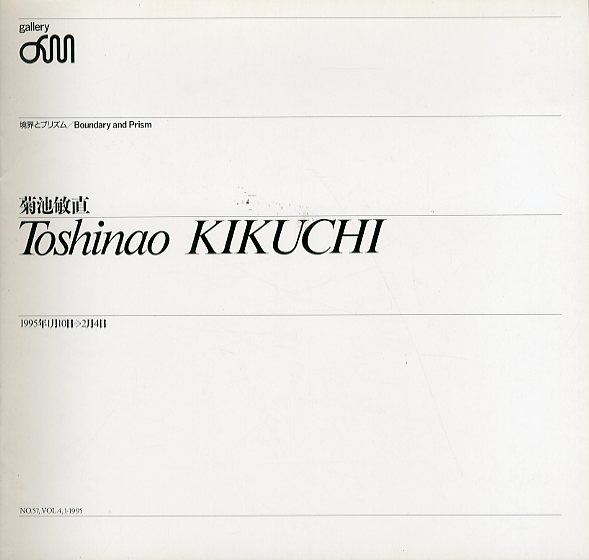 gallery
αM
境界とプリズム／Boundary and Prism
菊池敏直
Toshinao KIKUCHI
1995年1月10日→2月4日
NO.57, VOL.4, 1-1995